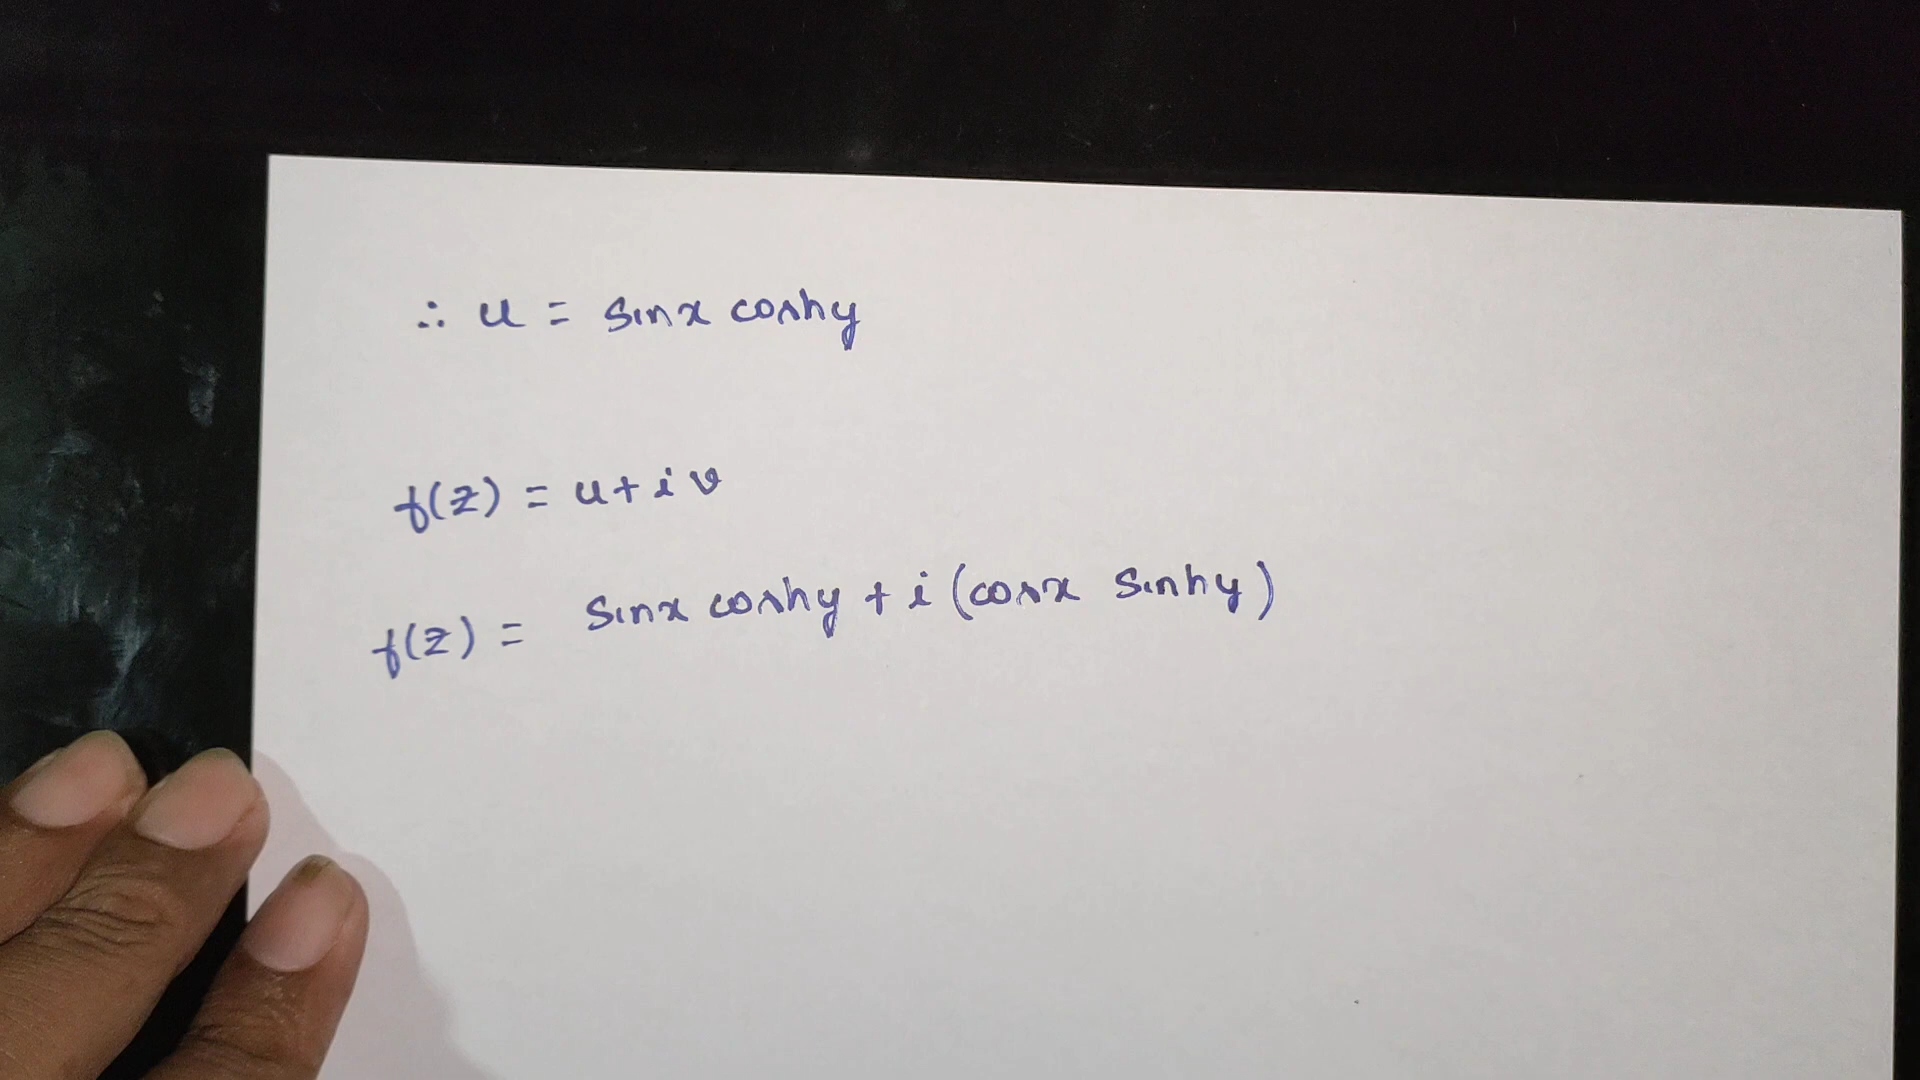 ∴ u = sinx coshy
f(z) = u + i v
f(z) = sinx coshy + i (cosx sinhy)